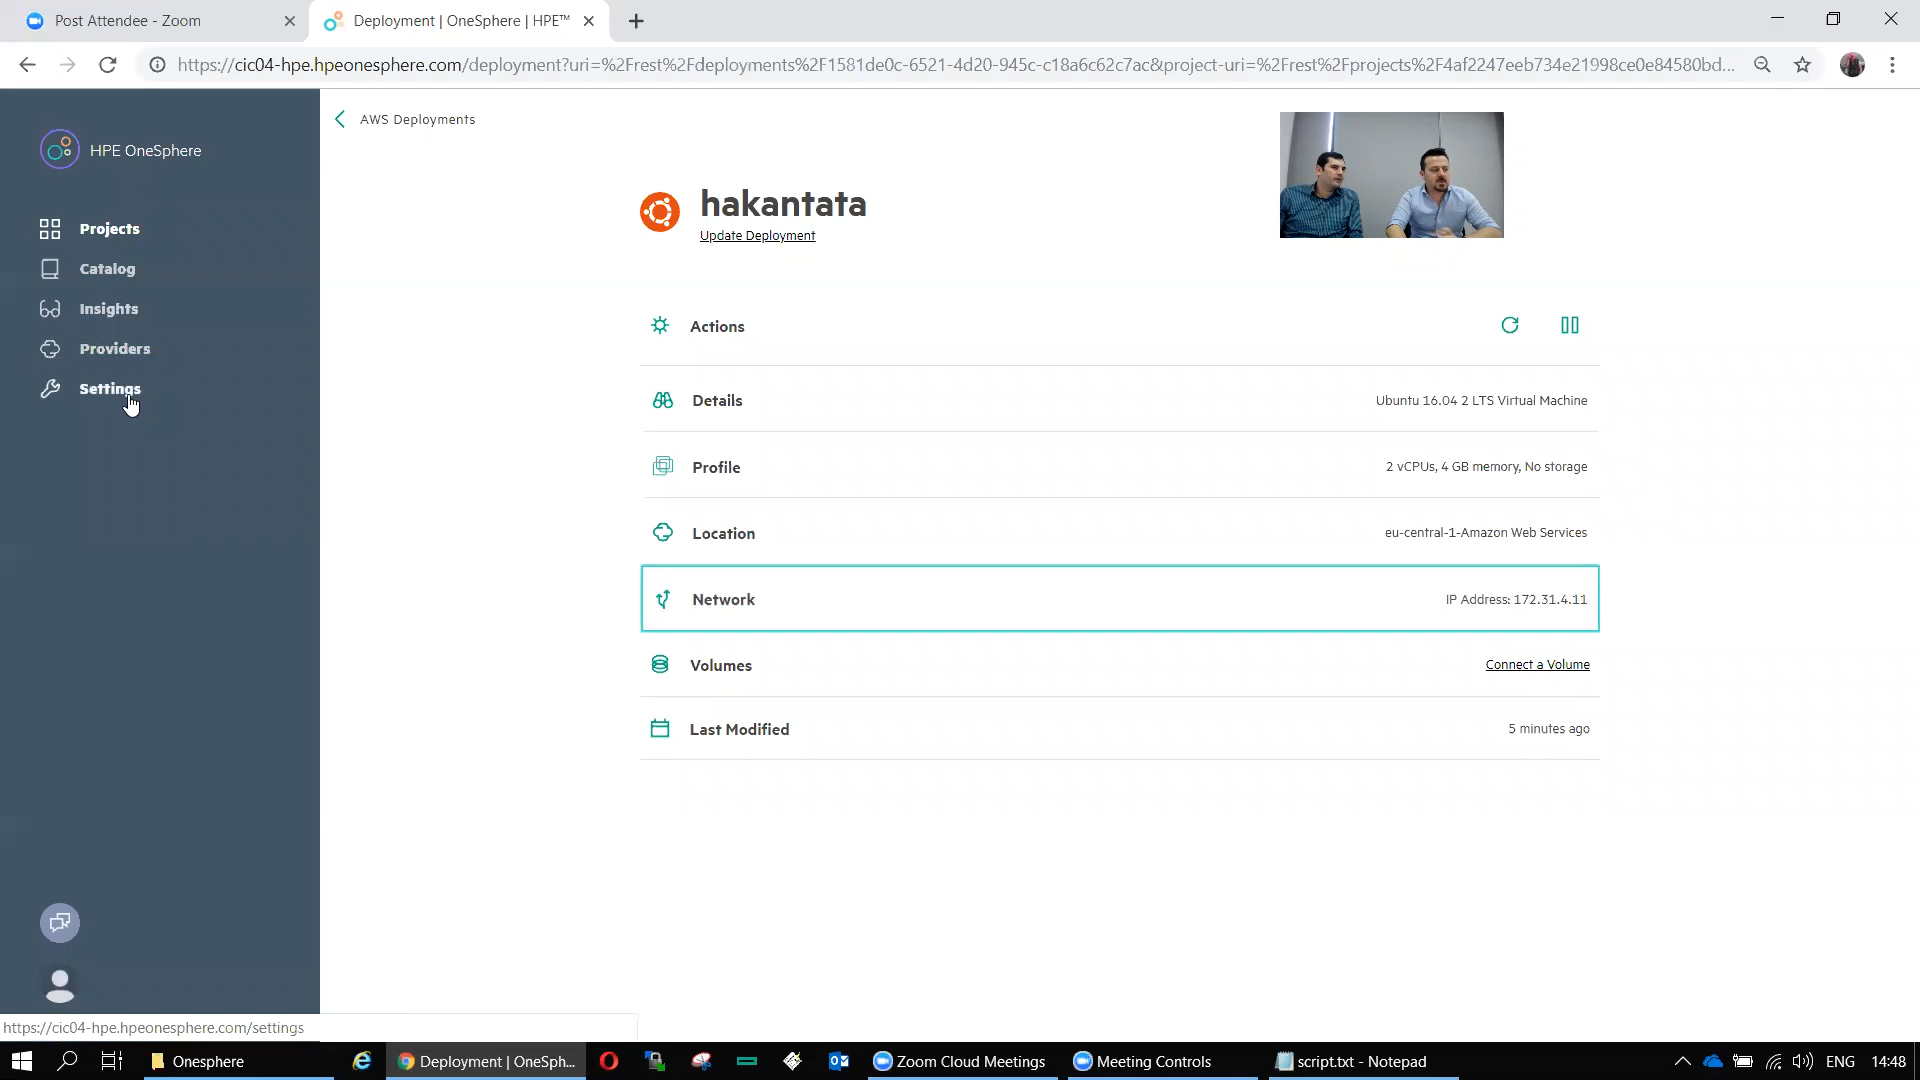 Post Attendee - Zoom
Deployment | OneSphere | HPE™
https://cic04-hpe.hpeonesphere.com/deployment?uri=%2Frest%2Fdeployments%2F1581de0c-6521-4d20-945c-c18a6c62c7ac&project-uri=%2Frest%2Fprojects%2F4af2247eeb734e21998ce0e84580bd...
AWS Deployments
HPE OneSphere
hakantata
Update Deployment
Projects
Catalog
Insights
Providers
Settings
Actions
Details
Ubuntu 16.04 2 LTS Virtual Machine
Profile
2 vCPUs, 4 GB memory, No storage
Location
eu-central-1-Amazon Web Services
Network
IP Address: 172.31.4.11
Volumes
Connect a Volume
Last Modified
5 minutes ago
https://cic04-hpe.hpeonesphere.com/settings
Onesphere
Deployment | OneSph...
Zoom Cloud Meetings
Meeting Controls
script.txt - Notepad
ENG
14:48